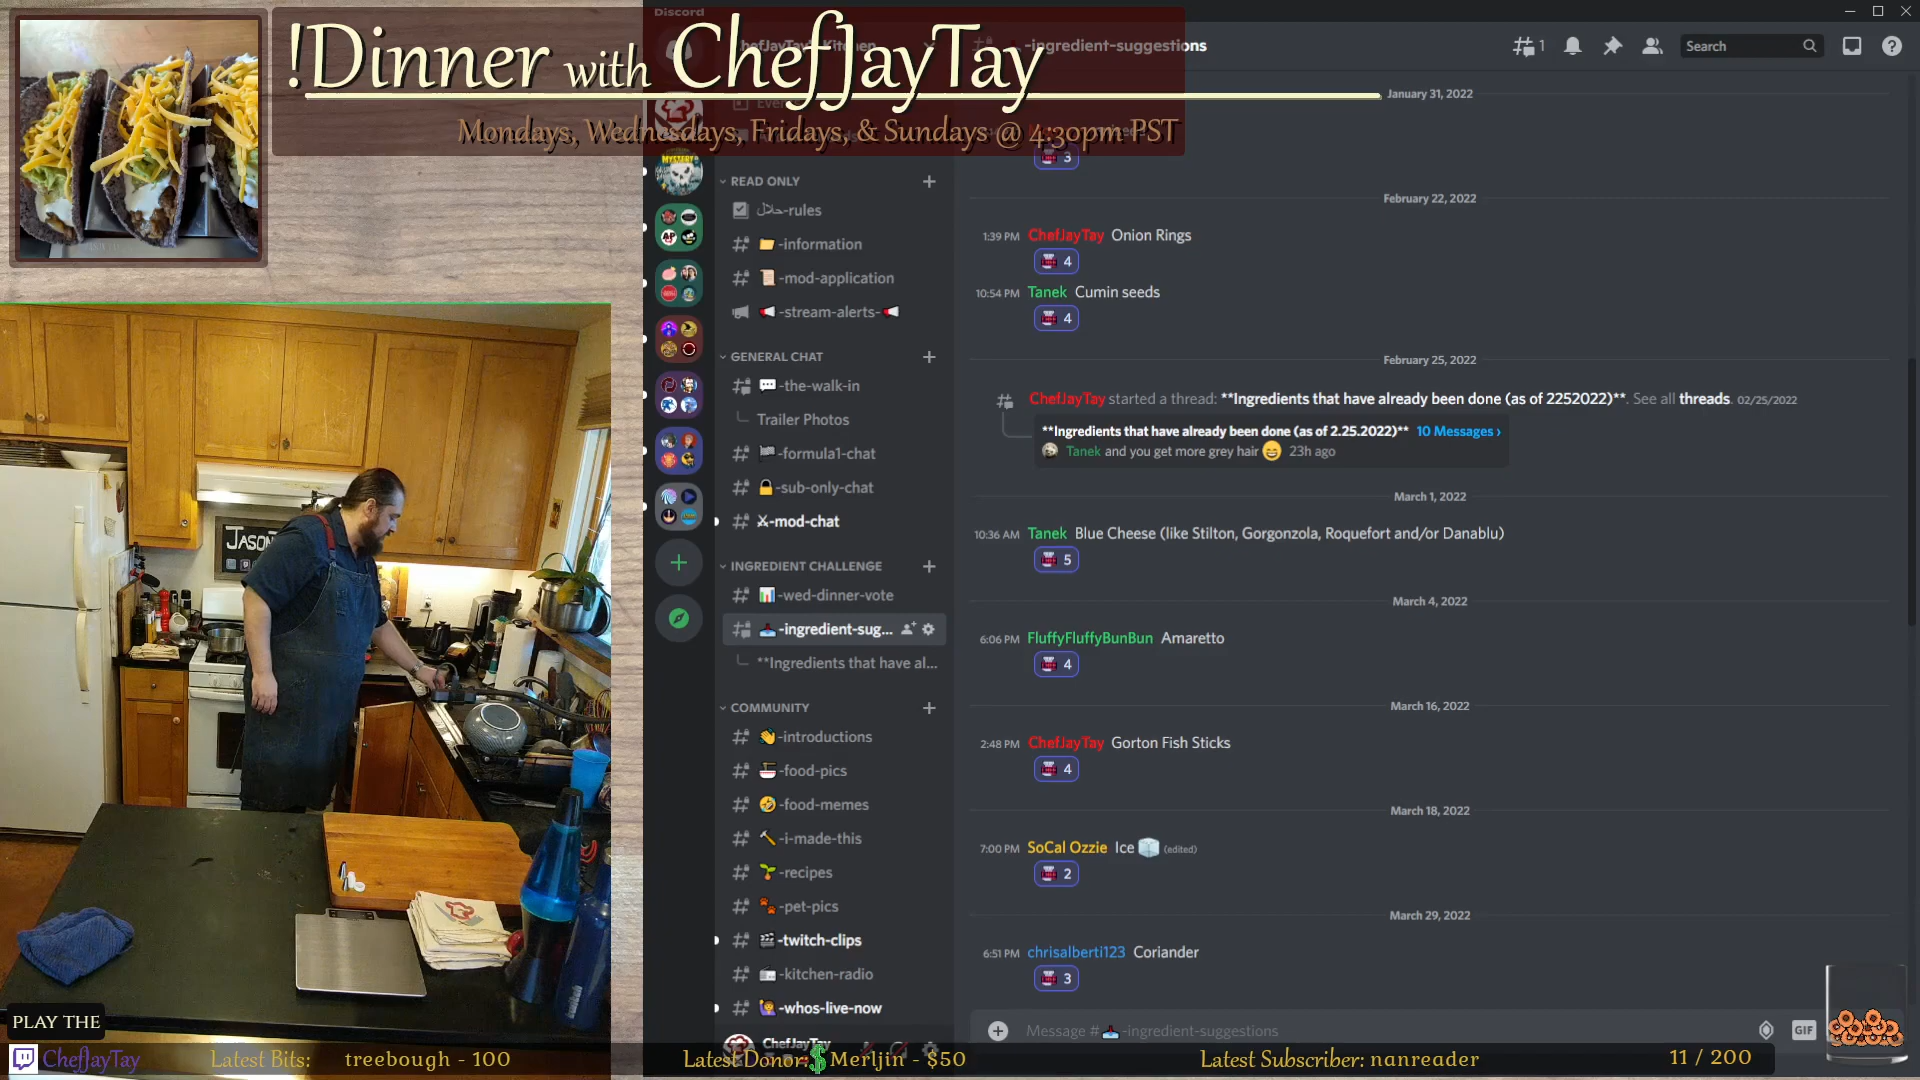 !Dinner with ChefJayTay
Mondays, Wednesdays, Fridays, & Sundays @ 4:30pm PST
JASON
PLAY THE
Discord
-ingredient-suggestions
1
Search
READ ONLY
حلال-rules
-information
-mod-application
-stream-alerts-
GENERAL CHAT
-the-walk-in
Trailer Photos
-formula1-chat
-sub-only-chat
-mod-chat
INGREDIENT CHALLENGE
-wed-dinner-vote
-ingredient-sug...
**Ingredients that have al...
COMMUNITY
-introductions
-food-pics
-food-memes
-i-made-this
-recipes
-pet-pics
-twitch-clips
-kitchen-radio
-whos-live-now
ChefJayTay
January 31, 2022
3
February 22, 2022
1:39 PM ChefJayTay Onion Rings
4
10:54 PM Tanek Cumin seeds
4
February 25, 2022
ChefJayTay started a thread: **Ingredients that have already been done (as of 2252022)**. See all threads. 02/25/2022
**Ingredients that have already been done (as of 2.25.2022)** 10 Messages ›
Tanek and you get more grey hair 😄 23h ago
March 1, 2022
10:36 AM Tanek Blue Cheese (like Stilton, Gorgonzola, Roquefort and/or Danablu)
5
March 4, 2022
6:06 PM FluffyFluffyBunBun Amaretto
4
March 16, 2022
2:48 PM ChefJayTay Gorton Fish Sticks
4
March 18, 2022
7:00 PM SoCal Ozzie Ice 🧊 (edited)
2
March 29, 2022
6:51 PM chrisalberti123 Coriander
3
Message # -ingredient-suggestions
GIF
ChefJayTay
Latest Bits: treebough - 100
Latest Donor: Merljin - $50
Latest Subscriber: nanreader
11 / 200